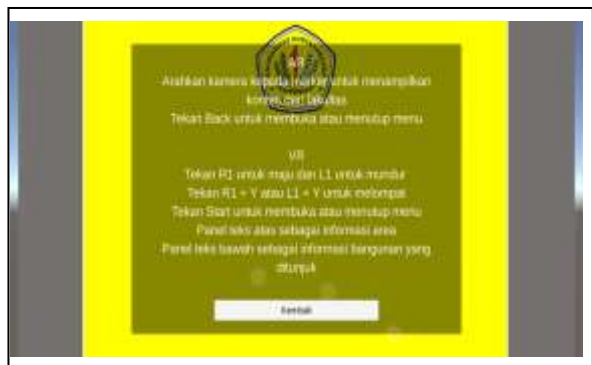 AR
Arahkan kamera kepada marker untuk menampilkan
konten dari fakultas
Tekan Back untuk membuka atau menutup menu
VR
Tekan R1 untuk maju dan L1 untuk mundur
Tekan R1 + Y atau L1 + Y untuk melompat
Tekan Start untuk membuka atau menutup menu
Panel teks atas sebagai informasi area
Panel teks bawah sebagai informasi bangunan yang
ditunjuk
Kembali